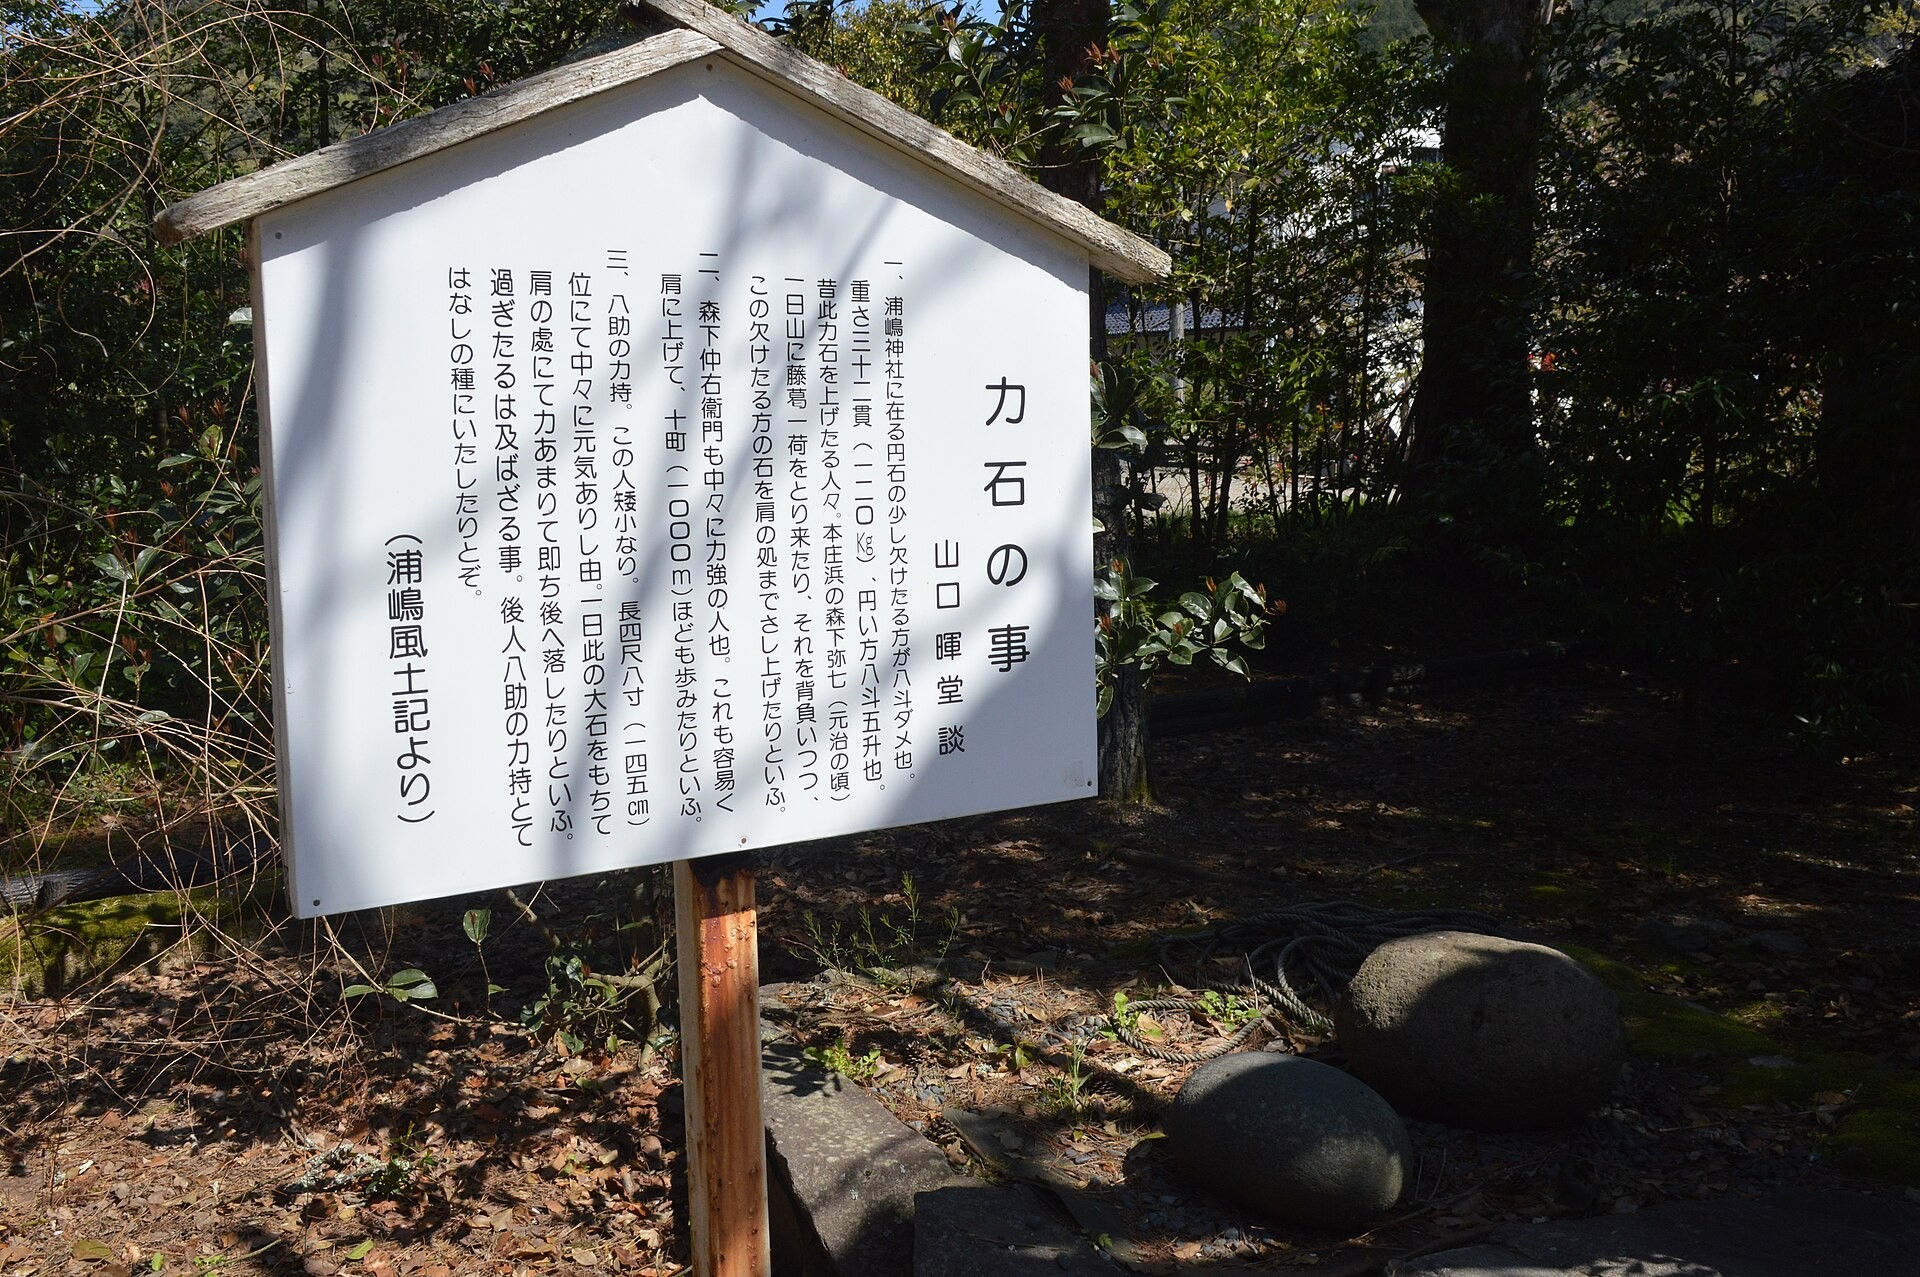 力石の事
山口暉堂 談
一、浦嶋神社に在る円石の少し欠けたる方が八斗ダメ也。
重さ三十二貫(一二〇㎏)、円い方八斗五升也。
昔此力石を上げたる人々。本庄浜の森下弥七(元治の頃)
一日山に藤葛一荷をとり来たり、それを背負いつつ、
この欠けたる方の石を肩の処までさし上げたりといふ。
二、森下仲右衞門も中々に力強の人也。これも容易く
肩に上げて、十町(一〇〇〇m)ほども歩みたりといふ。
三、八助の力持。この人矮小なり。長四尺八寸(一四五㎝)
位にて中々に元気ありし由。一日此の大石をもちて
肩の處にて力あまりて即ち後へ落したりといふ。
過ぎたるは及ばざる事。後人八助の力持とて
はなしの種にいたしたりとぞ。
(浦嶋風土記より)